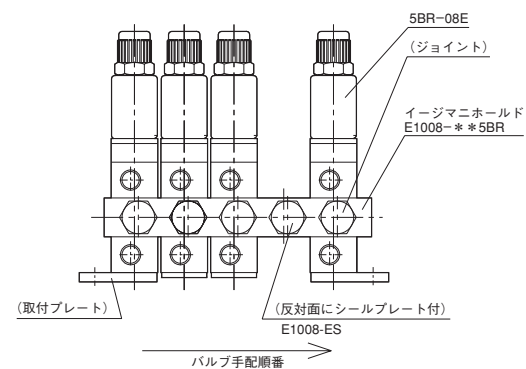 5BR-08E
(ジョイント)
イージマニホールド
E1008-＊＊5BR
(取付プレート)
(反対面にシールプレート付)
E1008-ES
バルブ手配順番